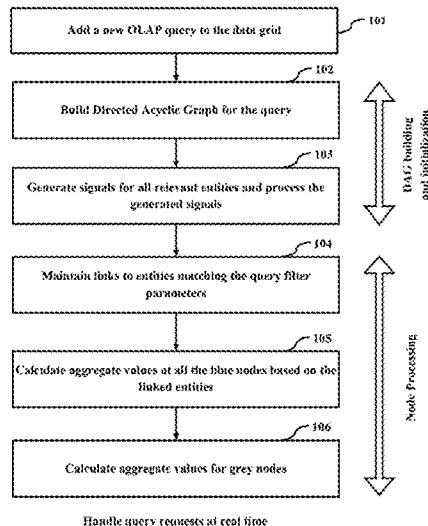 Add a new OLAP query to the data grid
101
102
Build Directed Acyclic Graph for the query
103
Generate signals for all relevant entities and process the
generated signals
DAG building
and initialization
104
Maintain links to entities matching the query filter
parameters
105
Calculate aggregate values at all the blue nodes based on the
linked entities
106
Calculate aggregate values for grey nodes
Node Processing
Handle query requests at real time